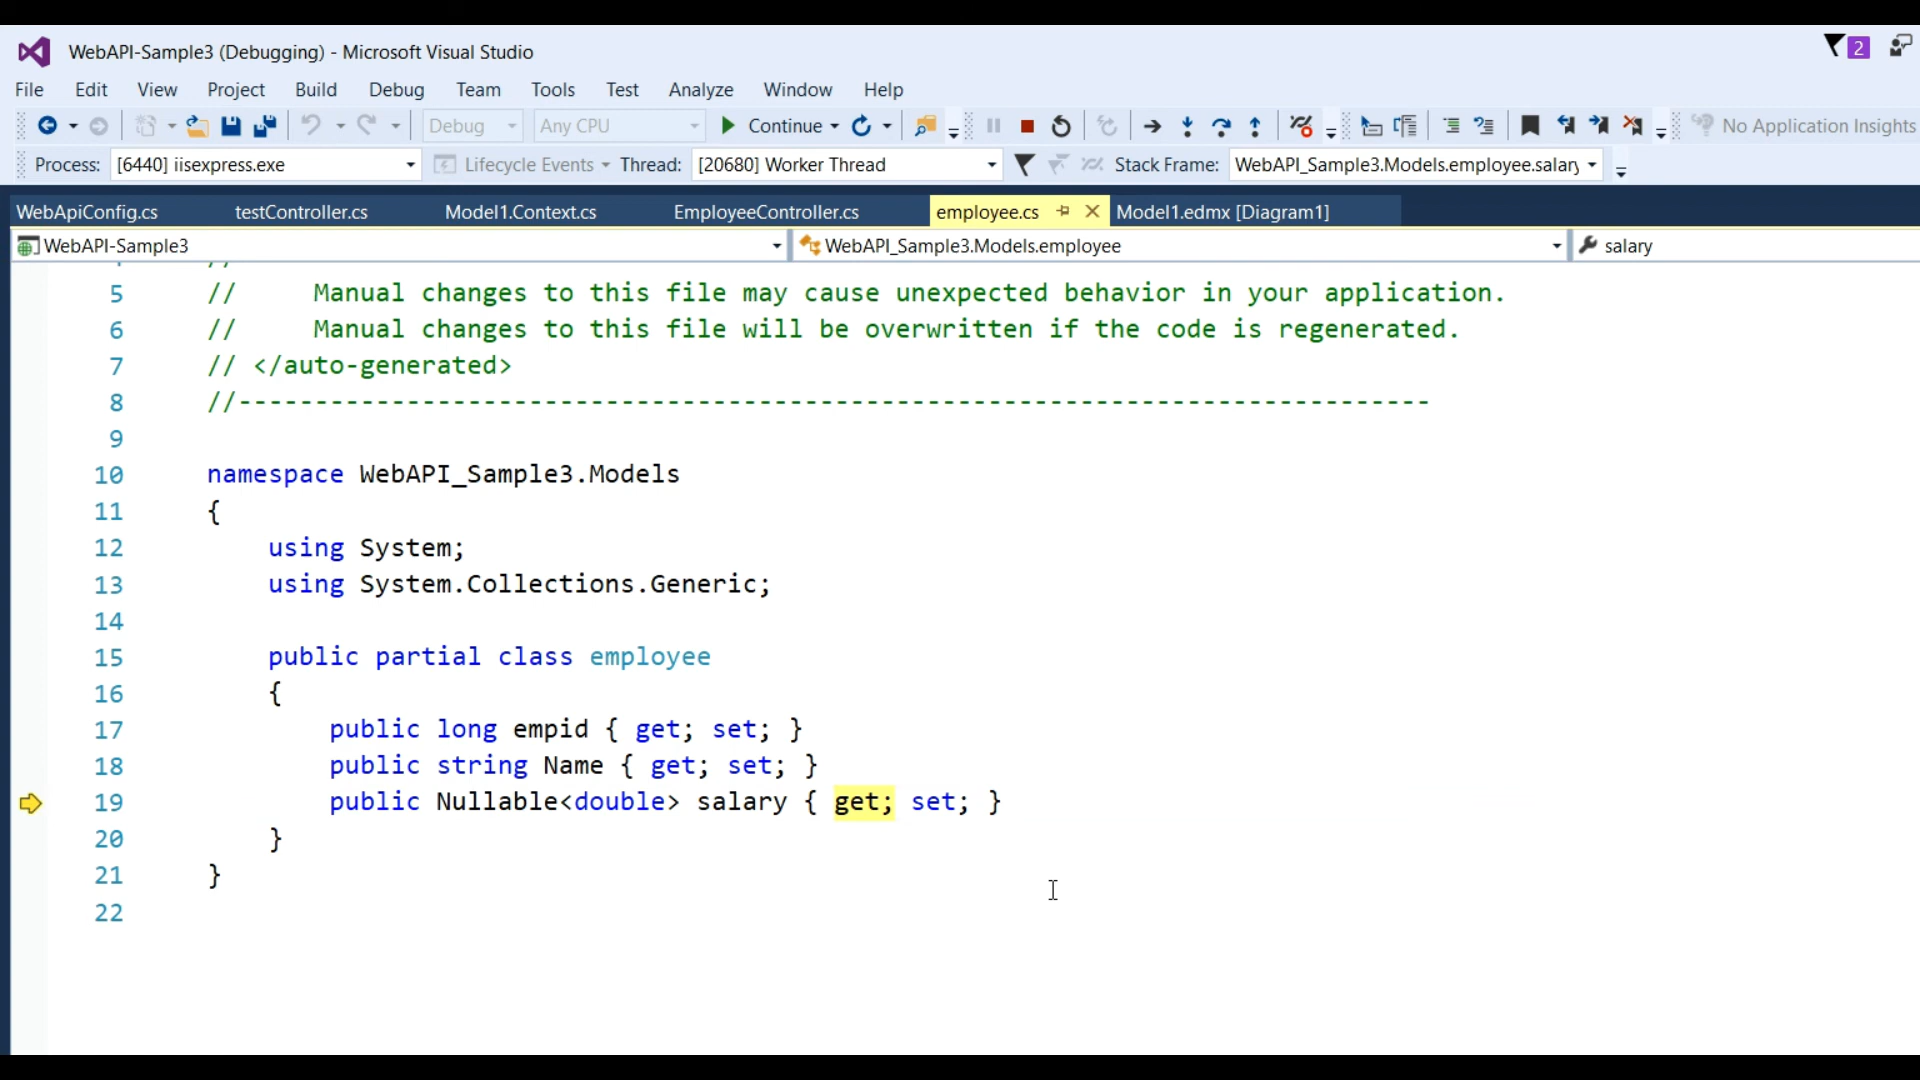 WebAPI-Sample3 (Debugging) - Microsoft Visual Studio
2
File Edit View Project Build Debug Team Tools Test Analyze Window Help
Debug Any CPU Continue No Application Insights
Process: [6440] iisexpress.exe Lifecycle Events Thread: [20680] Worker Thread Stack Frame: WebAPI_Sample3.Models.employee.salary
WebApiConfig.cs testController.cs Model1.Context.cs EmployeeController.cs employee.cs Model1.edmx [Diagram1]
WebAPI-Sample3 WebAPI_Sample3.Models.employee salary
5 // Manual changes to this file may cause unexpected behavior in your application.
6 // Manual changes to this file will be overwritten if the code is regenerated.
7 // </auto-generated>
8 //------------------------------------------------------------------------------
9
10 namespace WebAPI_Sample3.Models
11 {
12 using System;
13 using System.Collections.Generic;
14
15 public partial class employee
16 {
17 public long empid { get; set; }
18 public string Name { get; set; }
19 public Nullable<double> salary { get; set; }
20 }
21 }
22